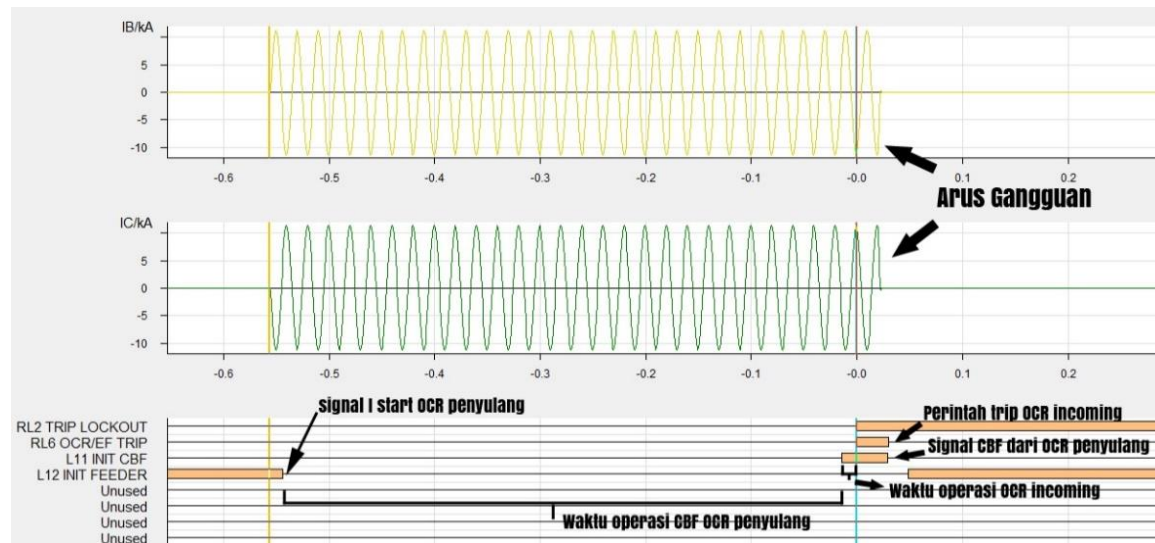 IB/kA
5
0
-5
-10
-0.6 -0.5 -0.4 -0.3 -0.2 -0.1 -0.0 0.1 0.2
Arus Gangguan
IC/kA
5
0
-5
-10
-0.6 -0.5 -0.4 -0.3 -0.2 -0.1 -0.0 0.1 0.2
signal I start OCR penyulang
Perintah trip OCR incoming
RL2 TRIP LOCKOUT
RL6 OCR/EF TRIP
Signal CBF dari OCR penyulang
L11 INIT CBF
L12 INIT FEEDER
Waktu operasi OCR incoming
Unused
Unused
Waktu operasi CBF OCR penyulang
Unused
Unused